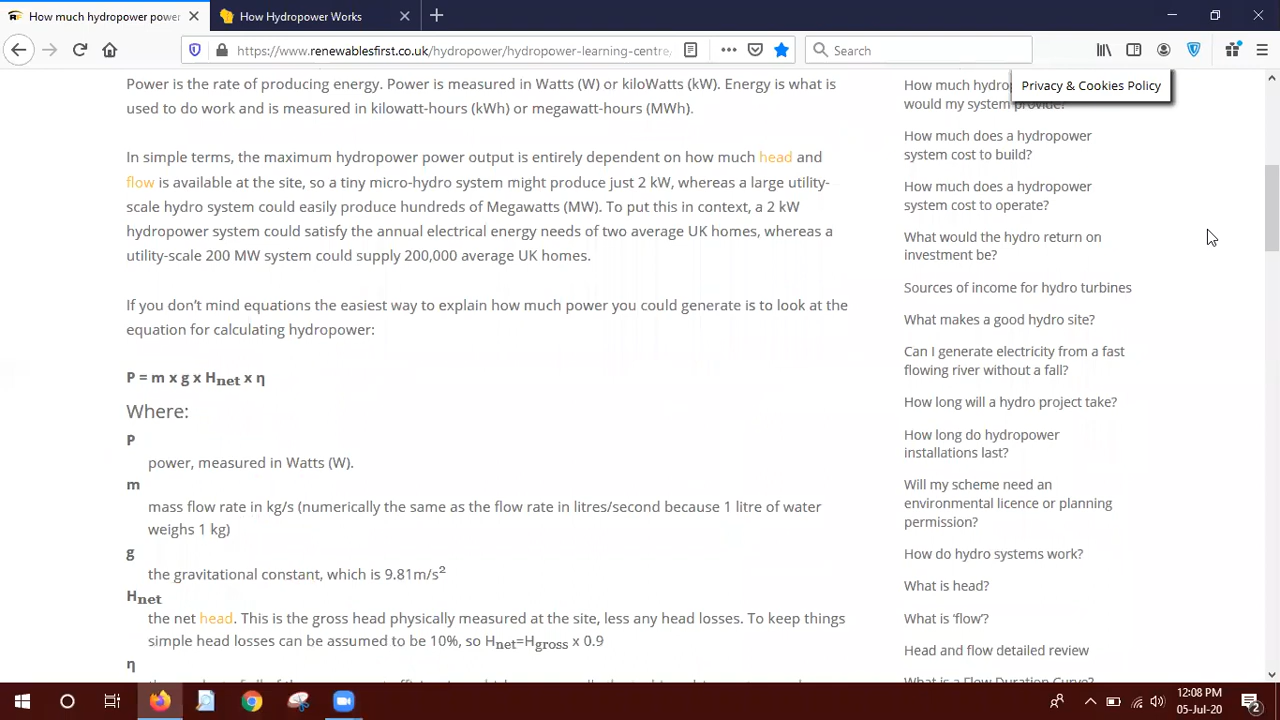 How much hydropower power
How Hydropower Works
https://www.renewablesfirst.co.uk/hydropower/hydropower-learning-centre/
Search
Power is the rate of producing energy. Power is measured in Watts (W) or kiloWatts (kW). Energy is what
used to do work and is measured in kilowatt-hours (kWh) or megawatt-hours (MWh).
In simple terms, the maximum hydropower power output is entirely dependent on how much head and
flow is available at the site, so a tiny micro-hydro system might produce just 2 kW, whereas a large utility-
scale hydro system could easily produce hundreds of Megawatts (MW). To put this in context, a 2 kW
hydropower system could satisfy the annual electrical energy needs of two average UK homes, whereas a
utility-scale 200 MW system could supply 200,000 average UK homes.
If you don't mind equations the easiest way to explain how much power you could generate is to look at the
equation for calculating hydropower:
P = m x g x Hnet x η
Where:
P
power, measured in Watts (W).
m
mass flow rate in kg/s (numerically the same as the flow rate in litres/second because 1 litre of water
weighs 1 kg)
g
the gravitational constant, which is 9.81m/s²
Hnet
the net head. This is the gross head physically measured at the site, less any head losses. To keep things
simple head losses can be assumed to be 10%, so Hnet=Hgross x 0.9
η
How much hydro
would my system provide?
Privacy & Cookies Policy
How much does a hydropower
system cost to build?
How much does a hydropower
system cost to operate?
What would the hydro return on
investment be?
Sources of income for hydro turbines
What makes a good hydro site?
Can I generate electricity from a fast
flowing river without a fall?
How long will a hydro project take?
How long do hydropower
installations last?
Will my scheme need an
environmental licence or planning
permission?
How do hydro systems work?
What is head?
What is 'flow'?
Head and flow detailed review
What is a Flow Duration Curve?
12:08 PM
05-Jul-20
2